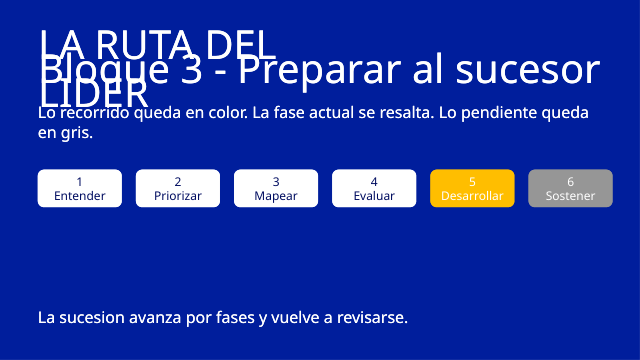 LA RUTA DEL
LIDER
Bloque 3 - Preparar al sucesor
Lo recorrido queda en color. La fase actual se resalta. Lo pendiente queda
en gris.
1
Entender
2
Priorizar
3
Mapear
4
Evaluar
5
Desarrollar
6
Sostener
La sucesion avanza por fases y vuelve a revisarse.